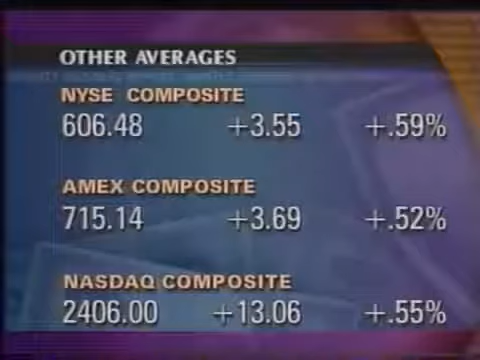 OTHER AVERAGES
NYSE COMPOSITE
606.48 +3.55 +.59%
AMEX COMPOSITE
715.14 +3.69 +.52%
NASDAQ COMPOSITE
2406.00 +13.06 +.55%